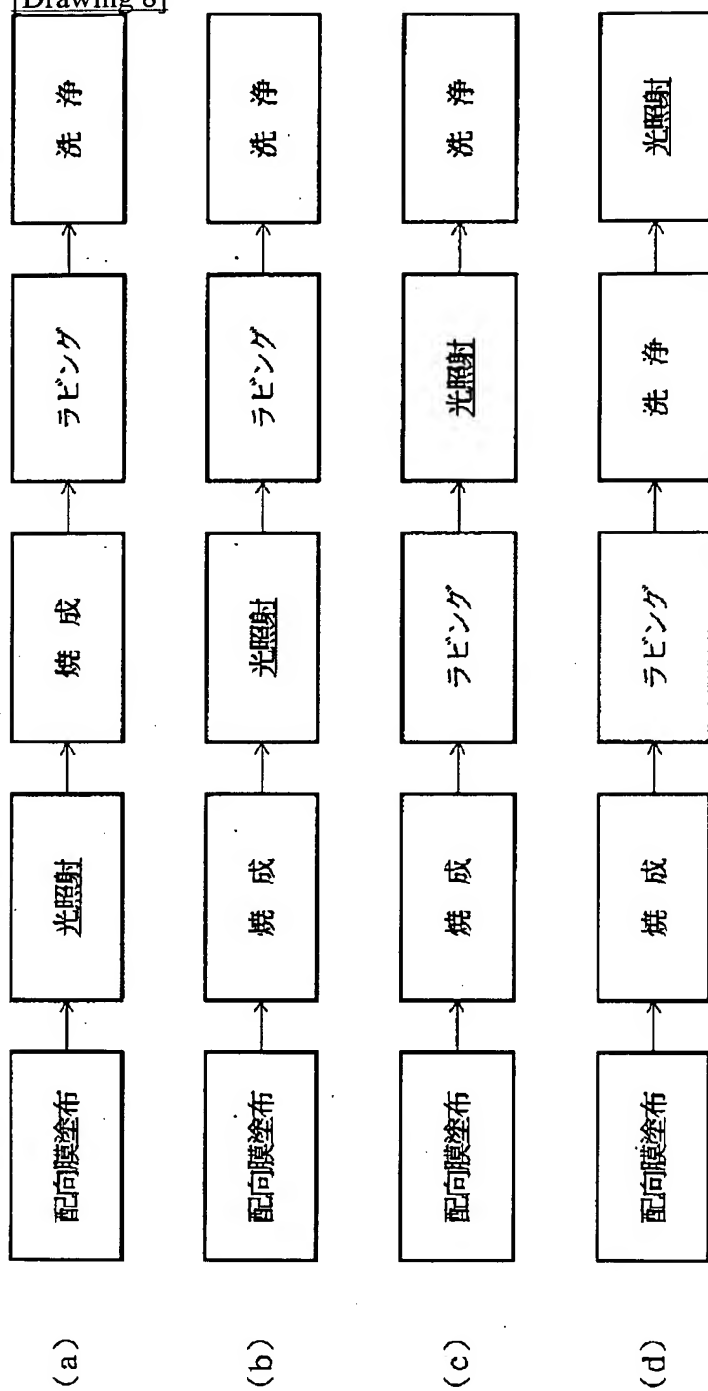 [Drawing 8]
(a) 配向膜塗布 → 光照射 → 焼成 → ラビング → 洗浄
(b) 配向膜塗布 → 焼成 → 光照射 → ラビング → 洗浄
(c) 配向膜塗布 → 焼成 → ラビング → 光照射 → 洗浄
(d) 配向膜塗布 → 焼成 → ラビング → 洗浄 → 光照射